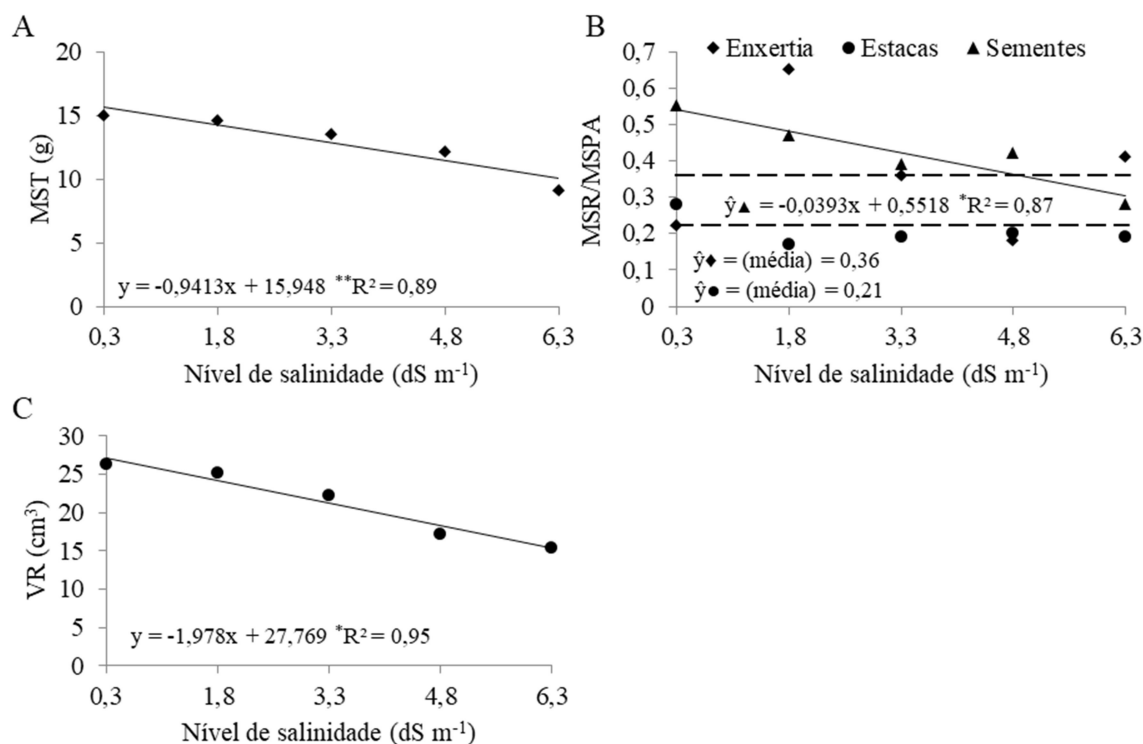 A
20
15
10
5
0
MST (g)
y = -0,9413x + 15,948 **R² = 0,89
0,3 1,8 3,3 4,8 6,3
Nível de salinidade (dS m⁻¹)
B
◆ Enxertia ● Estacas ▲ Sementes
0,7
0,6
0,5
0,4
0,3
0,2
0,1
0
MSR/MSPA
ŷ▲ = -0,0393x + 0,5518 *R² = 0,87
ŷ◆ = (média) = 0,36
ŷ● = (média) = 0,21
0,3 1,8 3,3 4,8 6,3
Nível de salinidade (dS m⁻¹)
C
30
25
20
15
10
5
0
VR (cm³)
y = -1,978x + 27,769 *R² = 0,95
0,3 1,8 3,3 4,8 6,3
Nível de salinidade (dS m⁻¹)